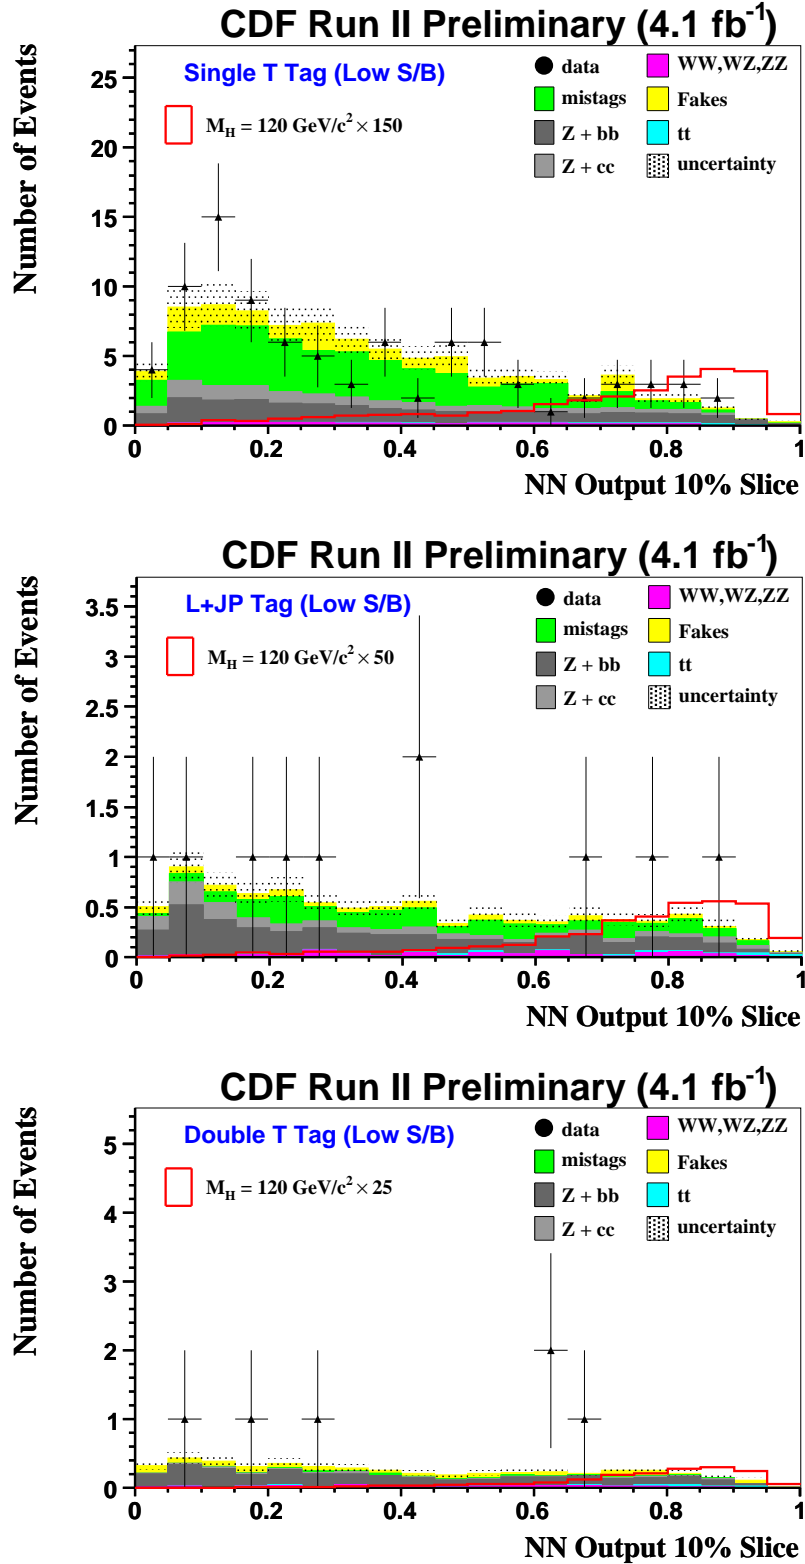 CDF Run II Preliminary (4.1 fb⁻¹)
Single T Tag (Low S/B)
M_H = 120 GeV/c² × 150
data
mistags
Z + bb
Z + cc
WW,WZ,ZZ
Fakes
tt
uncertainty
Number of Events
25
20
15
10
5
0
0 0.2 0.4 0.6 0.8 1
NN Output 10% Slice
CDF Run II Preliminary (4.1 fb⁻¹)
L+JP Tag (Low S/B)
M_H = 120 GeV/c² × 50
data
mistags
Z + bb
Z + cc
WW,WZ,ZZ
Fakes
tt
uncertainty
Number of Events
3.5
3
2.5
2
1.5
1
0.5
0
0 0.2 0.4 0.6 0.8 1
NN Output 10% Slice
CDF Run II Preliminary (4.1 fb⁻¹)
Double T Tag (Low S/B)
M_H = 120 GeV/c² × 25
data
mistags
Z + bb
Z + cc
WW,WZ,ZZ
Fakes
tt
uncertainty
Number of Events
5
4
3
2
1
0
0 0.2 0.4 0.6 0.8 1
NN Output 10% Slice